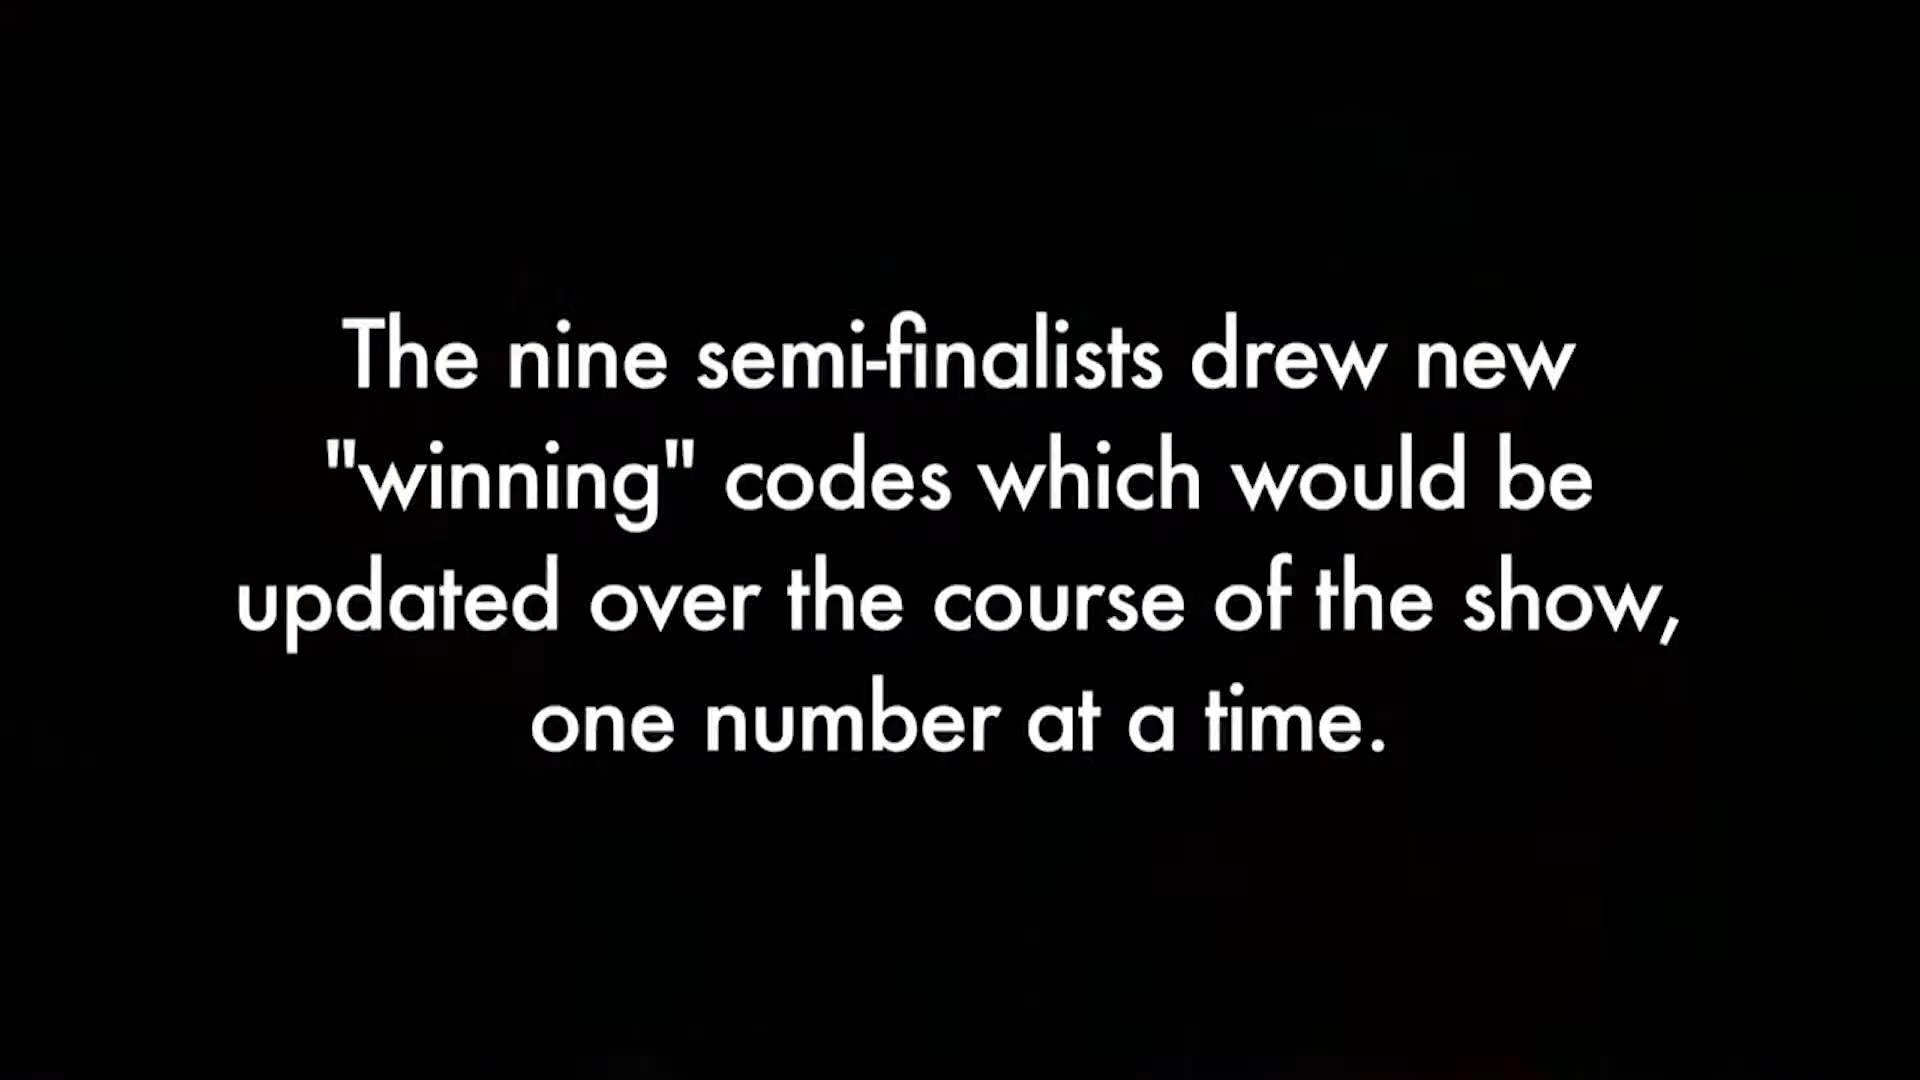 The nine semi-finalists drew new
"winning" codes which would be
updated over the course of the show,
one number at a time.